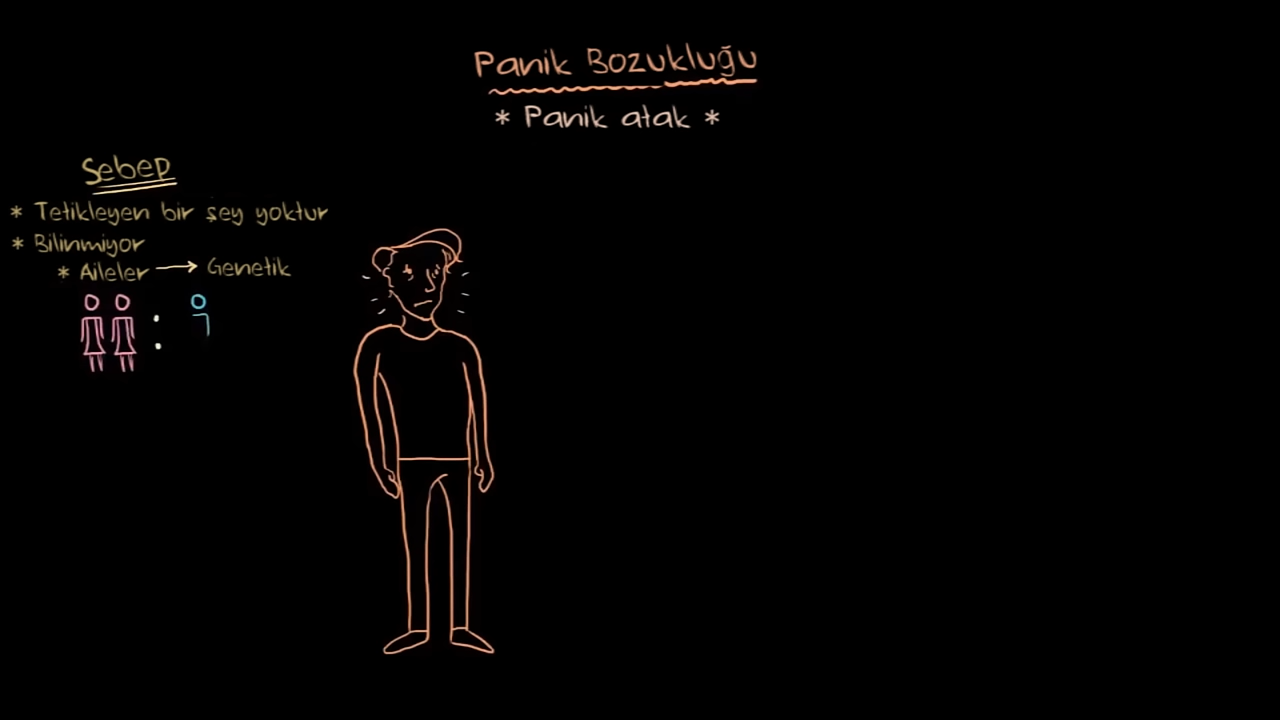 Panik Bozukluğu
* Panik atak *
Sebep
* Tetikleyen bir şey yoktur
* Bilinmiyor
* Aileler → Genetik
: